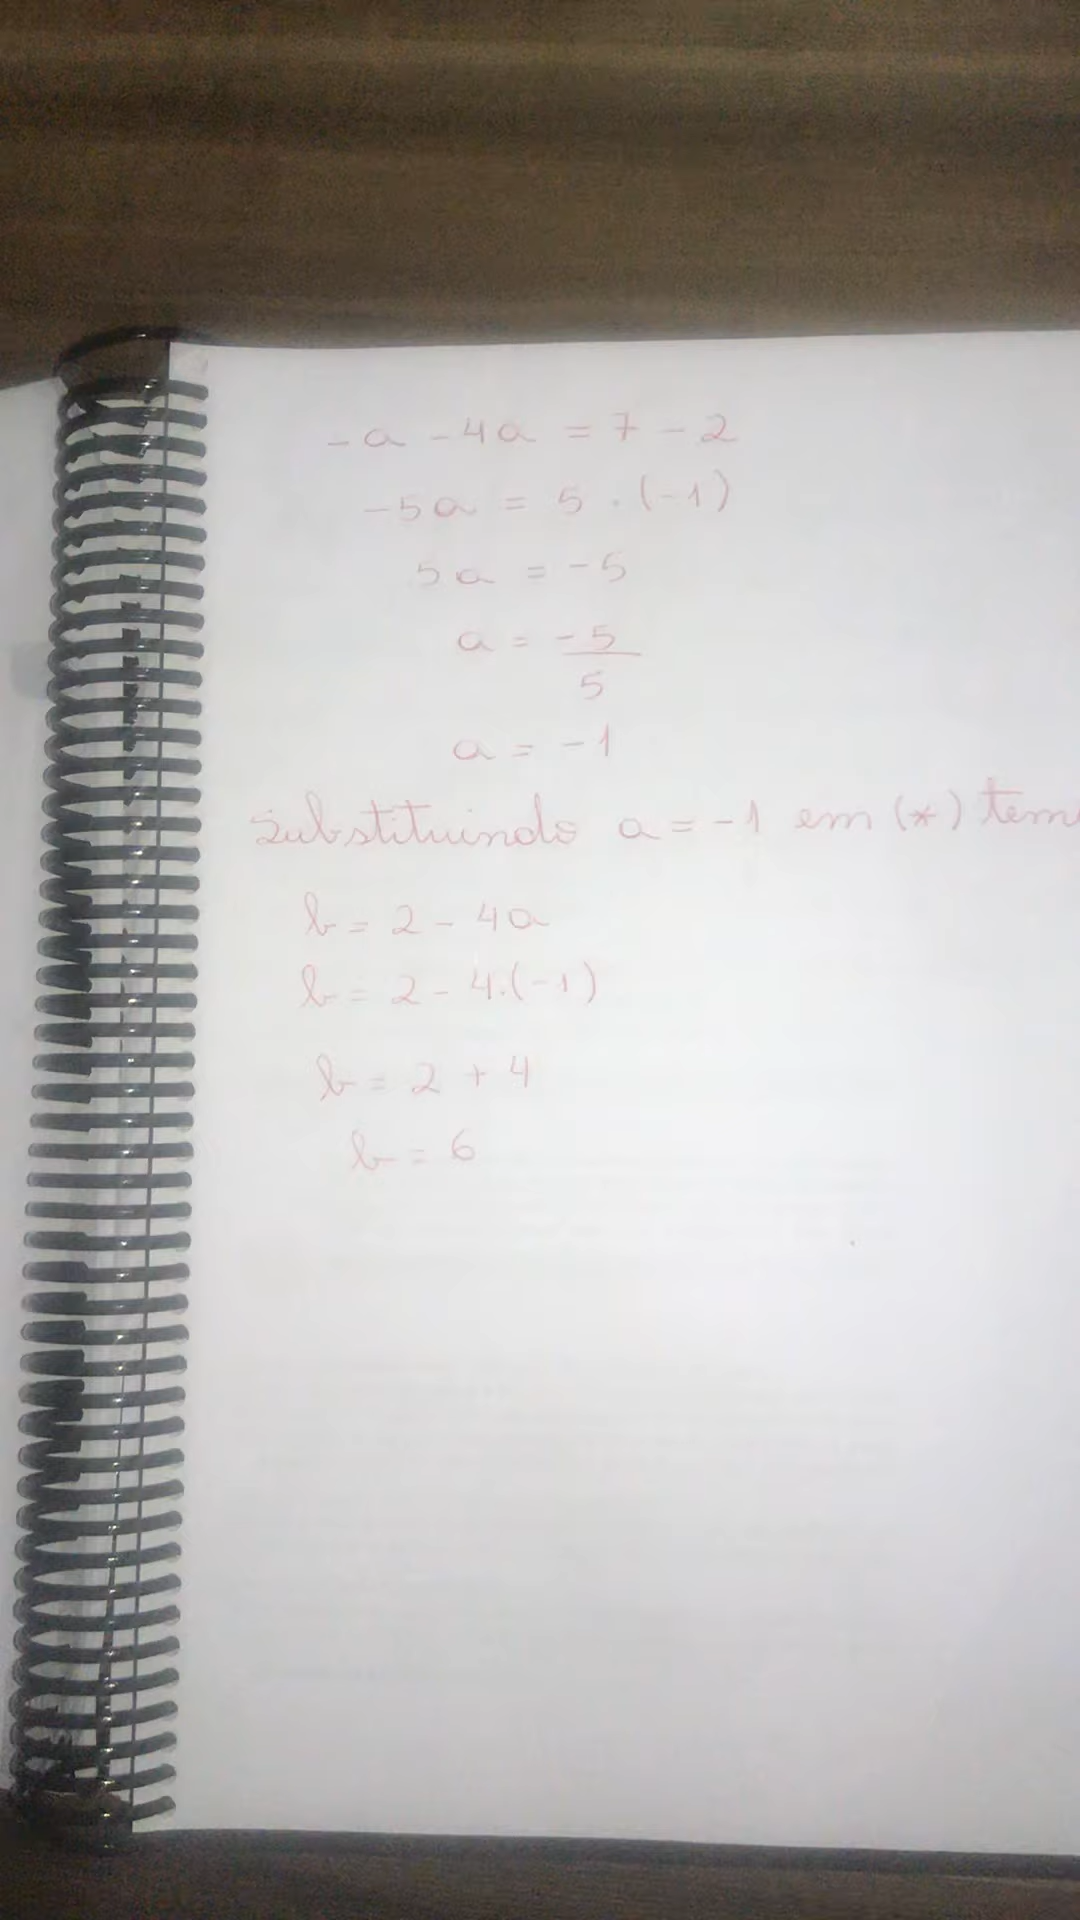 -a - 4a = 7 - 2
-5a = 5 . (-1)
5a = -5
a = -5
5
a = -1
Substituindo a = -1 em (*) tem
b = 2 - 4a
b = 2 - 4.(-1)
b = 2 + 4
b = 6